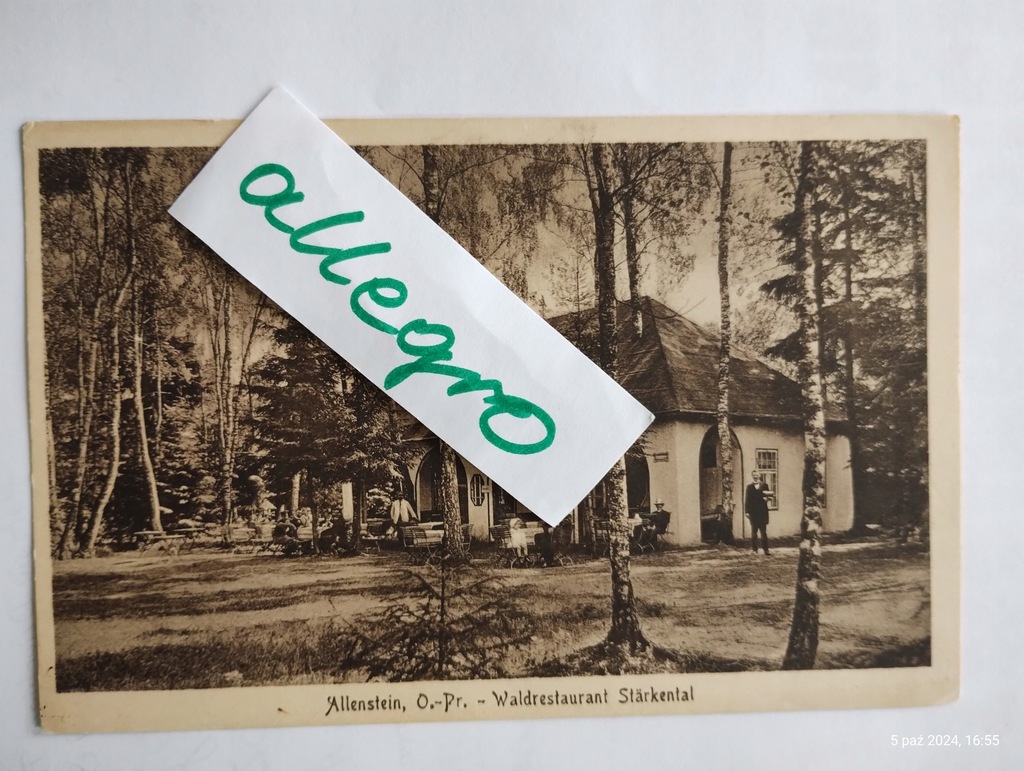 allegro
Allenstein, O.-Pr. - Waldrestaurant Stärkental
5 paź 2024, 16:55